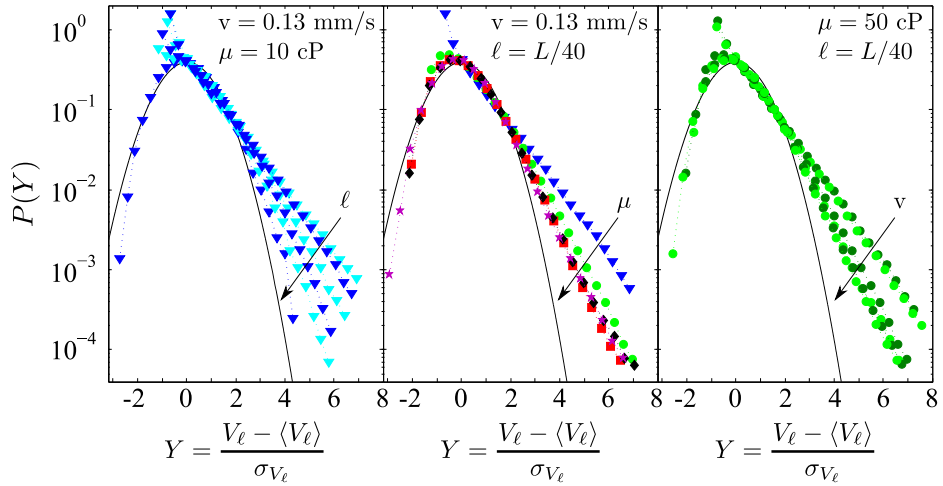 P(Y)
10^0
10^-1
10^-2
10^-3
10^-4
v = 0.13 mm/s
μ = 10 cP
ℓ
-2 0 2 4 6 8
Y = (V_ℓ − ⟨V_ℓ⟩) / σ_{V_ℓ}
v = 0.13 mm/s
ℓ = L/40
μ
-2 0 2 4 6 8
Y = (V_ℓ − ⟨V_ℓ⟩) / σ_{V_ℓ}
μ = 50 cP
ℓ = L/40
v
-2 0 2 4 6 8
Y = (V_ℓ − ⟨V_ℓ⟩) / σ_{V_ℓ}